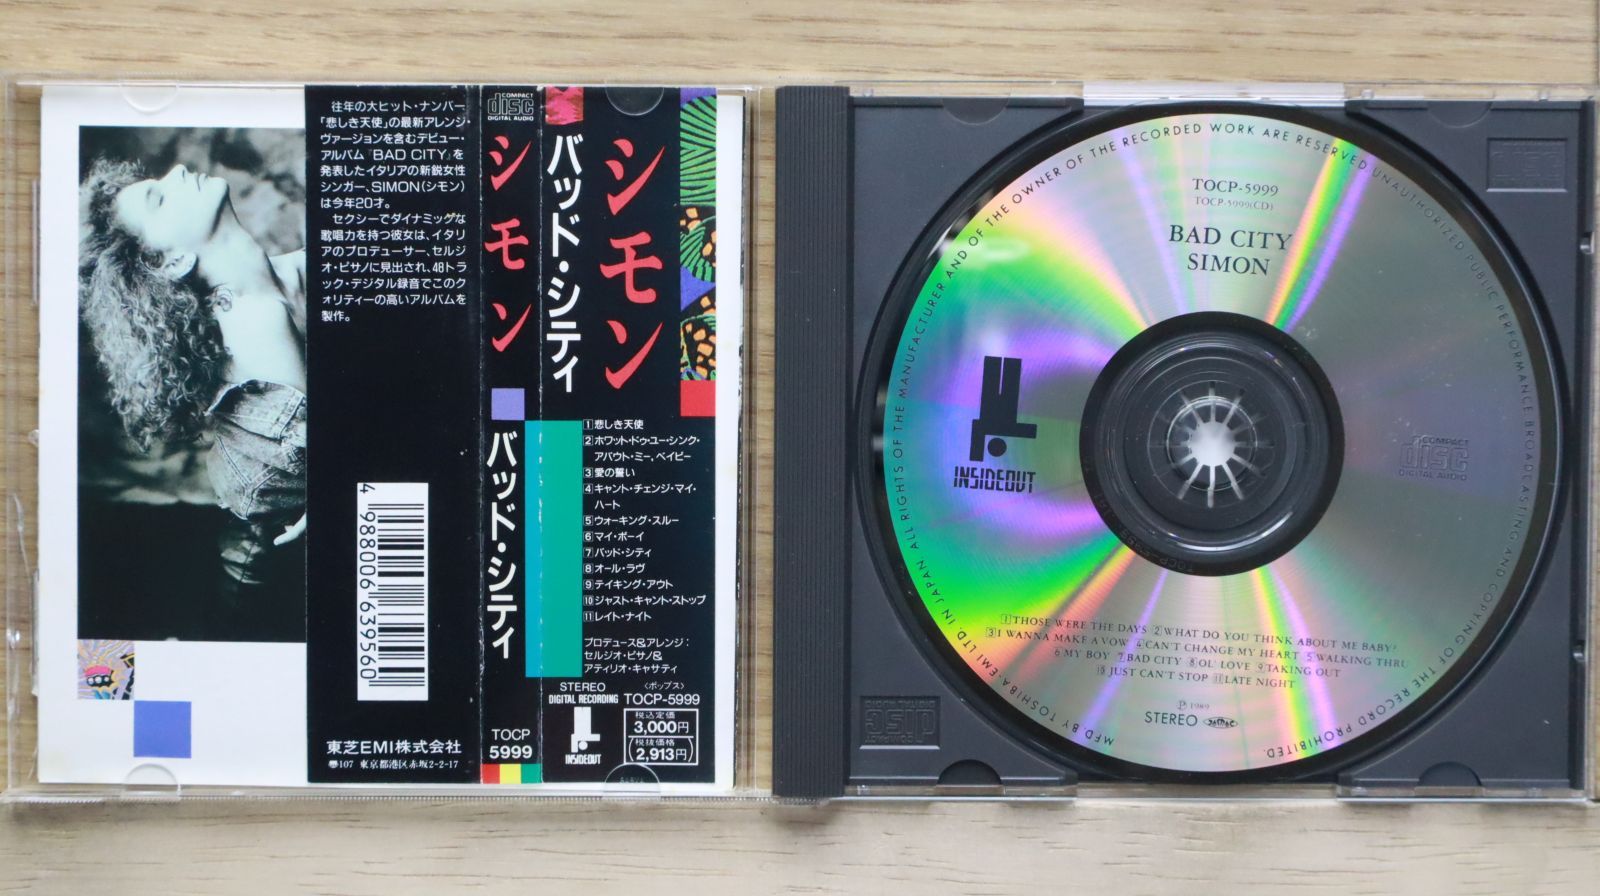 往年の大ヒット・ナンバー
「悲しき天使」の最新アレンジ・
ヴァージョンを含むデビュー・
アルバム『BAD CITY』を
発表したイタリアの新鋭女性
シンガー、SIMON(シモン)
は今年20才。
セクシーでダイナミックな
歌唱力を持つ彼女は、イタリ
アのプロデューサー、セルジ
オ・ピサノに見出され、48トラ
ック・デジタル録音でこのク
ォリティーの高いアルバムを
製作。
4 988006 639560
東芝EMI株式会社
〒107 東京都港区赤坂2-2-17
COMPACT
disc
DIGITAL AUDIO
シモン
バッド・シティ
TOCP
5999
バッド・シティ
シモン
1 悲しき天使
2 ホワット・ドゥ・ユー・シンク・
アバウト・ミー、ベイビー
3 愛の誓い
4 キャント・チェンジ・マイ・
ハート
5 ウォーキング・スルー
6 マイ・ボーイ
7 バッド・シティ
8 オール・ラヴ
9 テイキング・アウト
10 ジャスト・キャント・ストップ
11 レイト・ナイト
プロデュース&アレンジ:
セルジオ・ピサノ&
アティリオ・キャサティ
STEREO 〈ポップス〉
DIGITAL RECORDING TOCP-5999
INSIDEOUT
税込定価
3,000円
(税抜価格
2,913円)
ALL RIGHTS OF THE MANUFACTURER AND OF THE OWNER OF THE RECORDED WORK ARE RESERVED. UNAUTHORIZED PUBLIC PERFORMANCE BROADCASTING AND COPYING OF THE RECORD PROHIBITED.
MFD BY TOSHIBA-EMI LTD. IN JAPAN.
TOCP-5999
TOCP-5999(CD)
BAD CITY
SIMON
INSIDEOUT
COMPACT
disc
DIGITAL AUDIO
1 THOSE WERE THE DAYS 2 WHAT DO YOU THINK ABOUT ME BABY?
3 I WANNA MAKE A VOW 4 CAN'T CHANGE MY HEART 5 WALKING THRU
6 MY BOY 7 BAD CITY 8 OL' LOVE 9 TAKING OUT
10 JUST CAN'T STOP 11 LATE NIGHT
Ⓟ 1989
STEREO